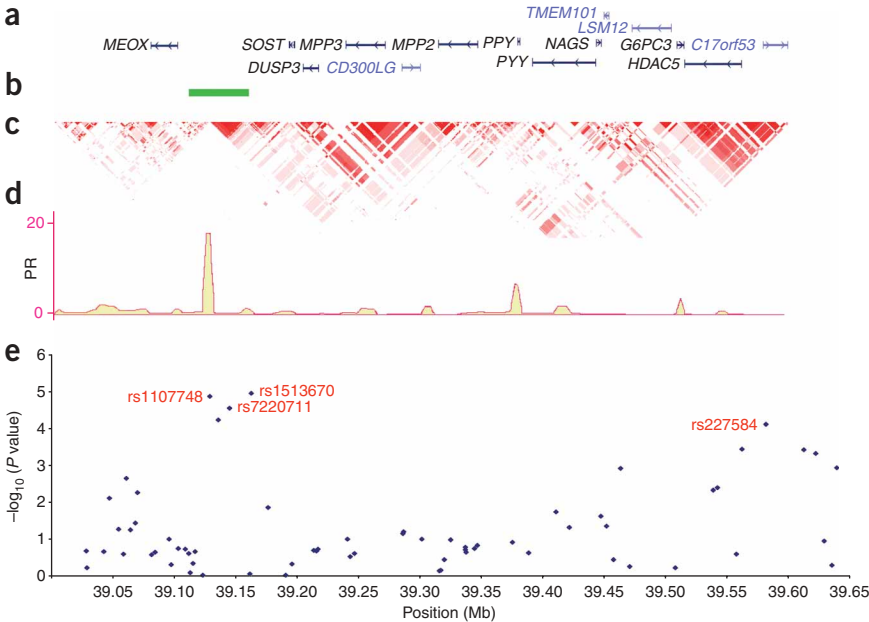 a
TMEM101
LSM12
MEOX SOST MPP3 MPP2 PPY NAGS G6PC3 C17orf53
DUSP3 CD300LG PYY HDAC5
b
c
d
20
PR
0
e
6
5
4
3
2
1
0
–log10 (P value)
rs1107748
rs1513670
rs7220711
rs227584
39.05 39.10 39.15 39.20 39.25 39.30 39.35 39.40 39.45 39.50 39.55 39.60 39.65
Position (Mb)